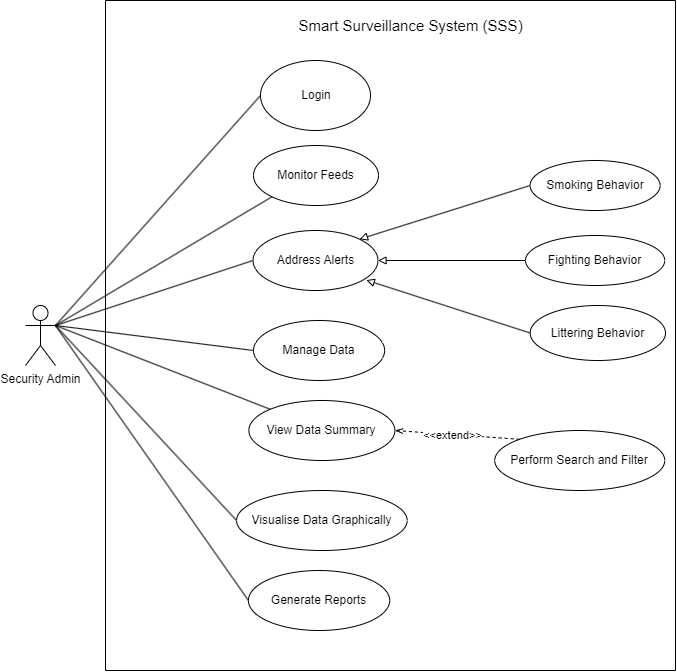 Smart Surveillance System (SSS)
Login
Monitor Feeds
Smoking Behavior
Address Alerts
Fighting Behavior
Littering Behavior
Manage Data
Security Admin
View Data Summary
<<extend>>
Perform Search and Filter
Visualise Data Graphically
Generate Reports